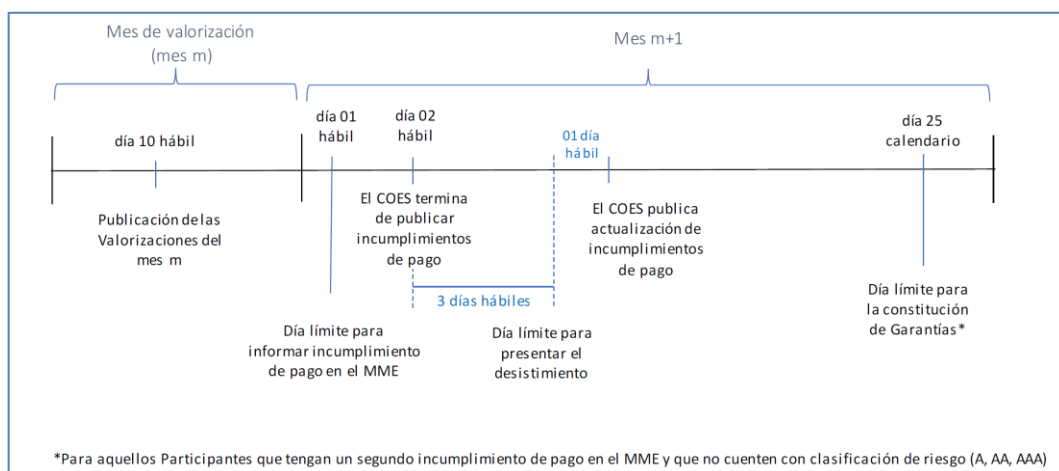 Mes de valorización
(mes m)
Mes m+1
día 10 hábil
día 01
hábil
día 02
hábil
01 día
hábil
día 25
calendario
Publicación de las
Valorizaciones del
mes m
El COES termina
de publicar
incumplimientos
de pago
El COES publica
actualización de
incumplimientos
de pago
3 días hábiles
Día límite para
informar incumplimiento
de pago en el MME
Día límite para
presentar el
desistimiento
Día límite para
la constitución
de Garantías*
*Para aquellos Participantes que tengan un segundo incumplimiento de pago en el MME y que no cuenten con clasificación de riesgo (A, AA, AAA)